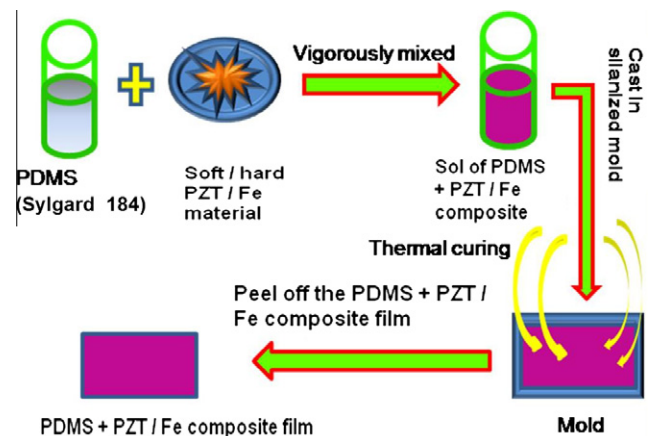 PDMS
(Sylgard 184)
Soft / hard
PZT / Fe
material
Vigorously mixed
Sol of PDMS
+ PZT / Fe
composite
Cast in
silanized mold
Thermal curing
Mold
Peel off the PDMS + PZT /
Fe composite film
PDMS + PZT / Fe composite film